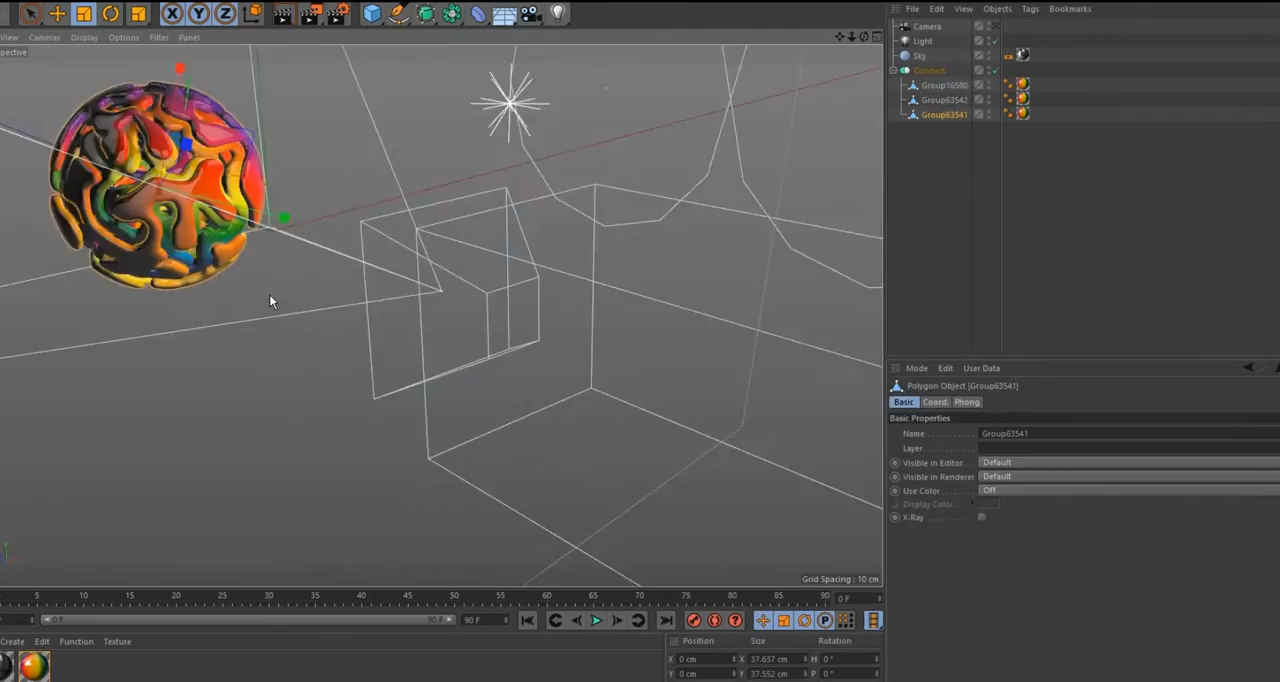 File Edit View Objects Tags Bookmarks
X Y Z
View Cameras Display Options Filter Panel
spective
Camera
Light
Sky
Connect
Group16580
Group63542
Group63541
Mode Edit User Data
Polygon Object [Group63541]
Basic Coord. Phong
Basic Properties
Name Group63541
Layer
Visible in Editor Default
Visible in Renderer Default
Use Color Off
Display Color
X-Ray
Grid Spacing : 10 cm
5 10 15 20 25 30 35 40 45 50 55 60 65 70 75 80 85 90 0 F
F 0 F 90 F 90 F
Create Edit Function Texture
Position Size Rotation
X 0 cm X 37.637 cm H 0 °
Y 0 cm Y 37.552 cm P 0 °